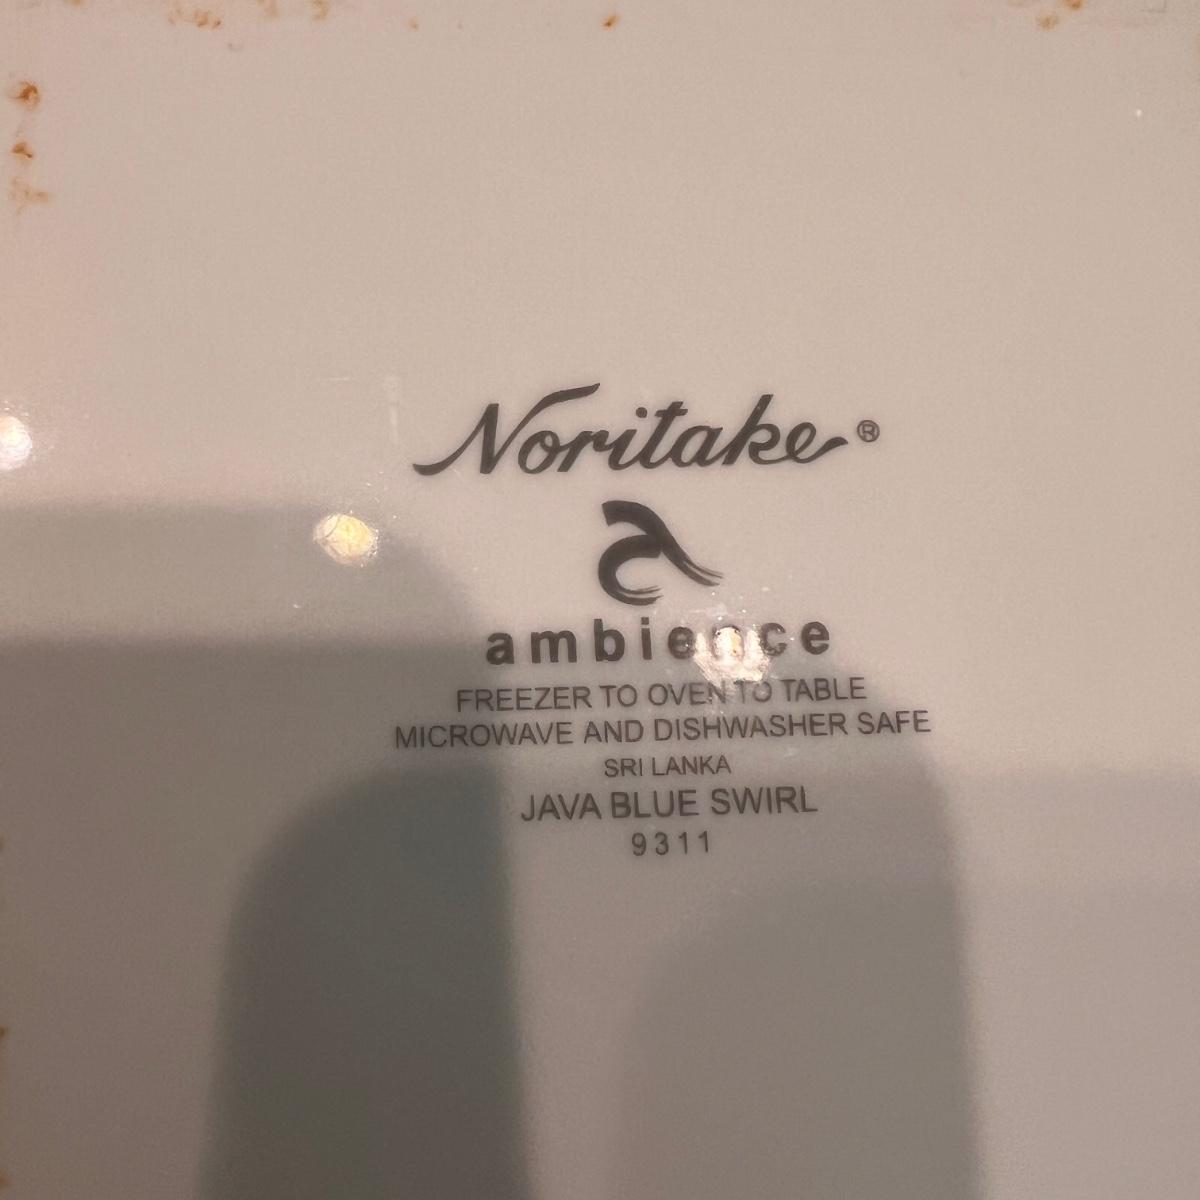 Noritake®
ambience
FREEZER TO OVEN TO TABLE
MICROWAVE AND DISHWASHER SAFE
SRI LANKA
JAVA BLUE SWIRL
9311